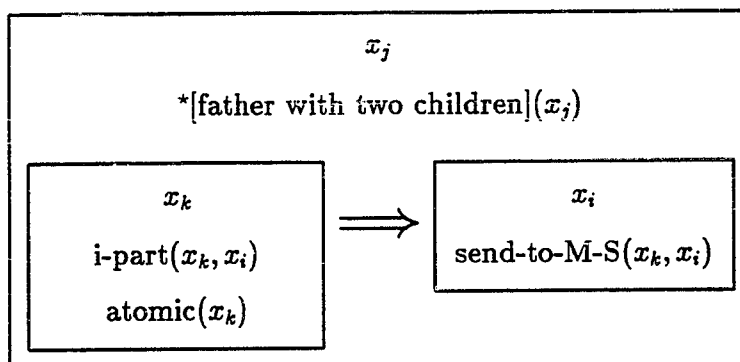 x_j
*[father with two children](x_j)
x_k
i-part(x_k, x_i)
atomic(x_k)
⟹
x_i
send-to-M-S(x_k, x_i)